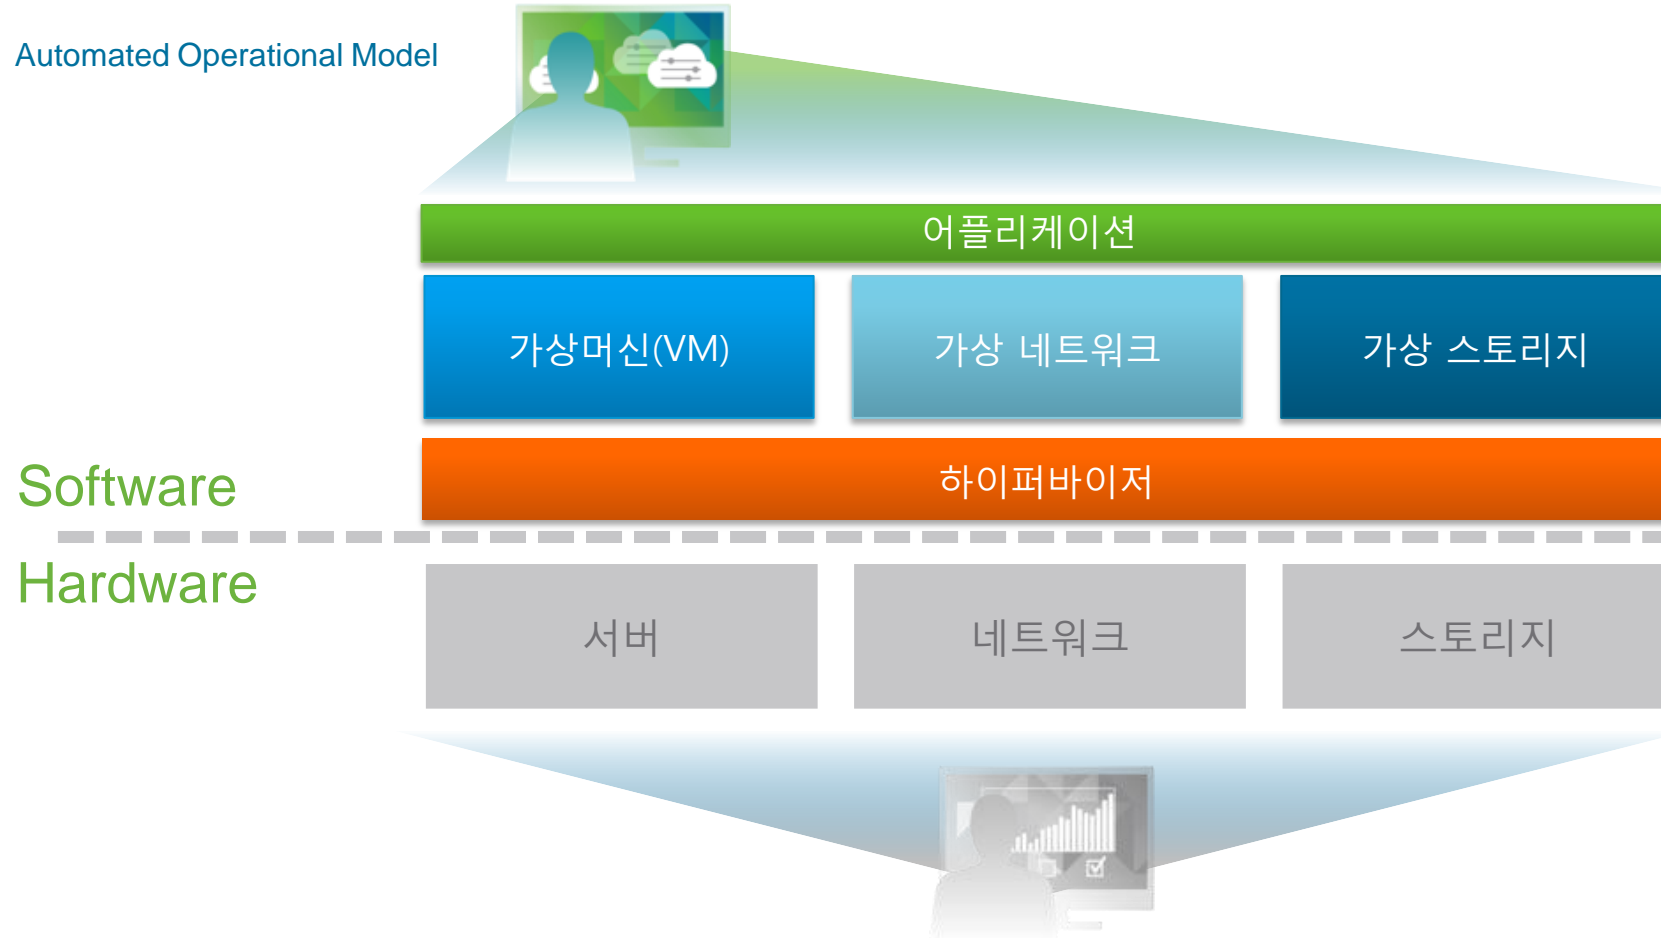 Automated Operational Model
어플리케이션
가상머신(VM)
가상 네트워크
가상 스토리지
Software
하이퍼바이저
Hardware
서버
네트워크
스토리지